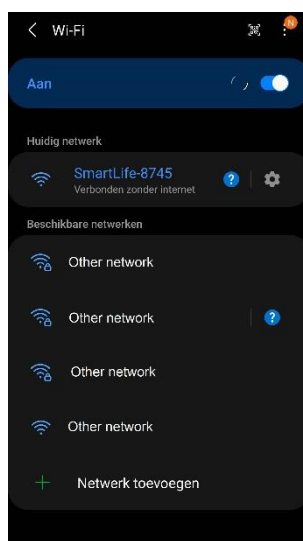 Wi-Fi
N
Aan
Huidig netwerk
SmartLife-8745
Verbonden zonder internet
?
Beschikbare netwerken
Other network
Other network
?
Other network
Other network
Netwerk toevoegen